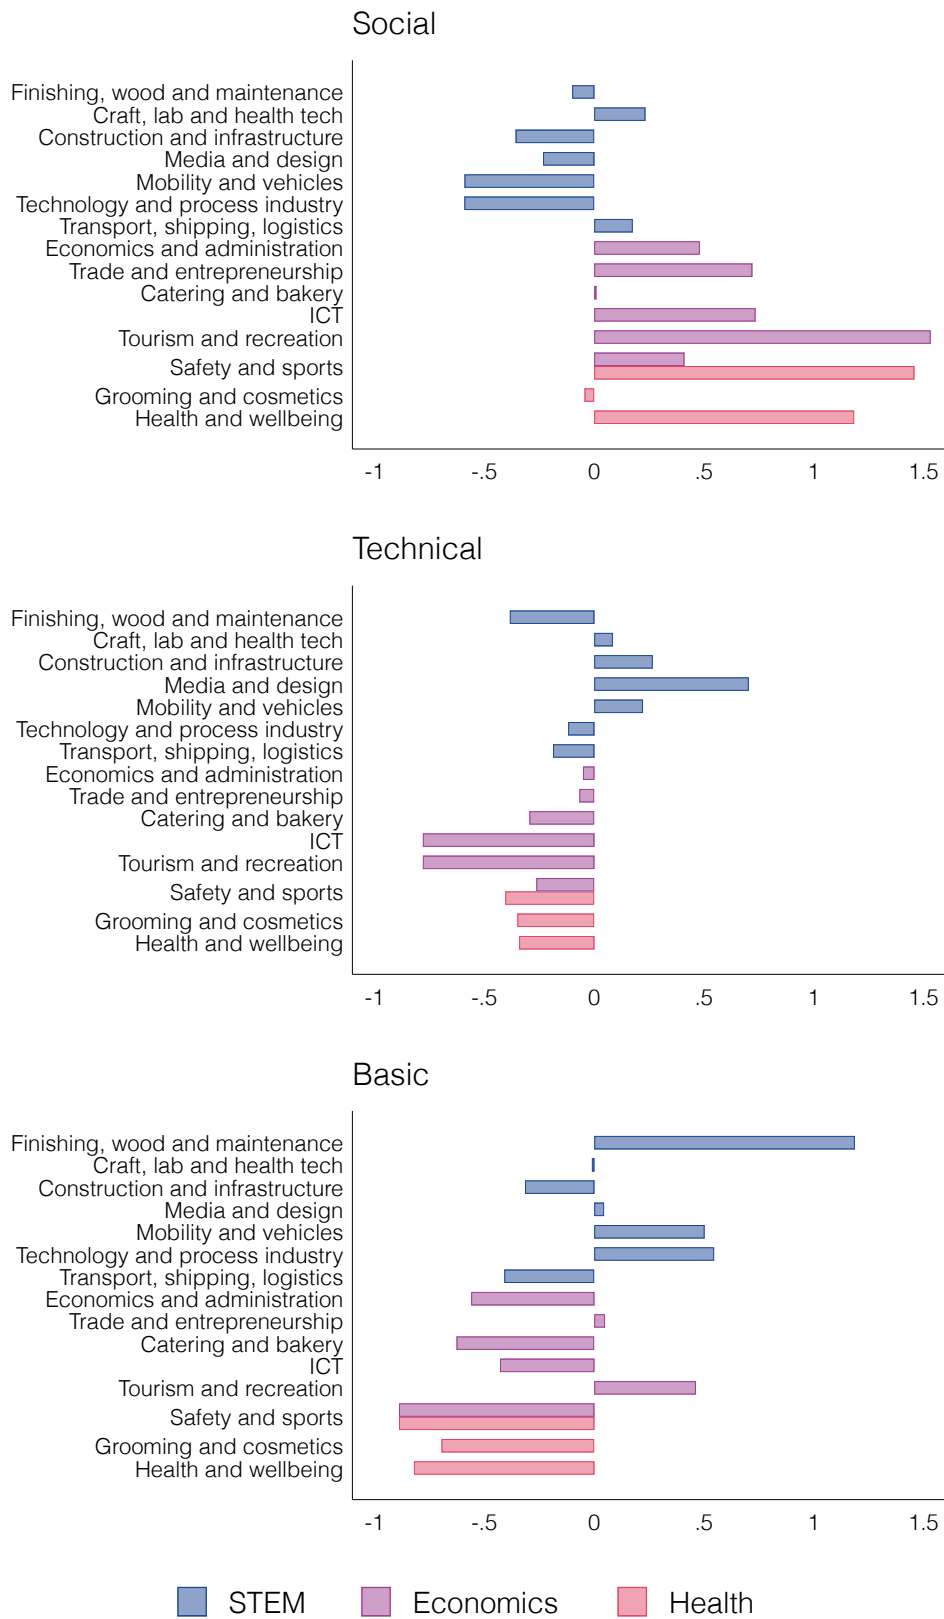 Social
Finishing, wood and maintenance
Craft, lab and health tech
Construction and infrastructure
Media and design
Mobility and vehicles
Technology and process industry
Transport, shipping, logistics
Economics and administration
Trade and entrepreneurship
Catering and bakery
ICT
Tourism and recreation
Safety and sports
Grooming and cosmetics
Health and wellbeing
-1 -.5 0 .5 1 1.5
Technical
Finishing, wood and maintenance
Craft, lab and health tech
Construction and infrastructure
Media and design
Mobility and vehicles
Technology and process industry
Transport, shipping, logistics
Economics and administration
Trade and entrepreneurship
Catering and bakery
ICT
Tourism and recreation
Safety and sports
Grooming and cosmetics
Health and wellbeing
-1 -.5 0 .5 1 1.5
Basic
Finishing, wood and maintenance
Craft, lab and health tech
Construction and infrastructure
Media and design
Mobility and vehicles
Technology and process industry
Transport, shipping, logistics
Economics and administration
Trade and entrepreneurship
Catering and bakery
ICT
Tourism and recreation
Safety and sports
Grooming and cosmetics
Health and wellbeing
-1 -.5 0 .5 1 1.5
STEM Economics Health